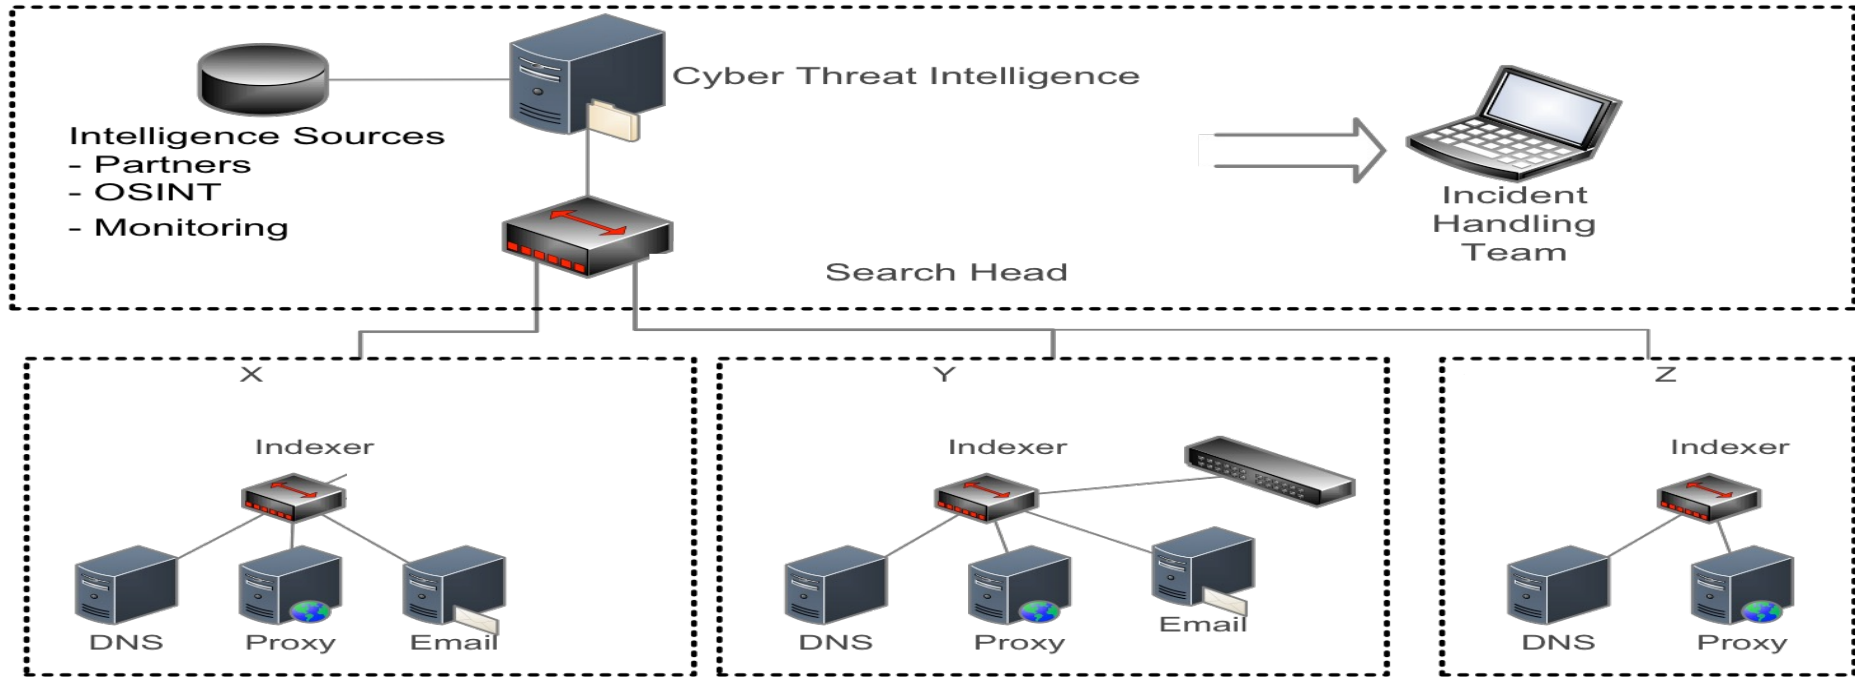 Cyber Threat Intelligence
Intelligence Sources
- Partners
- OSINT
- Monitoring
Incident
Handling
Team
Search Head
X
Indexer
DNS
Proxy
Email
Y
Indexer
DNS
Proxy
Email
Z
Indexer
DNS
Proxy